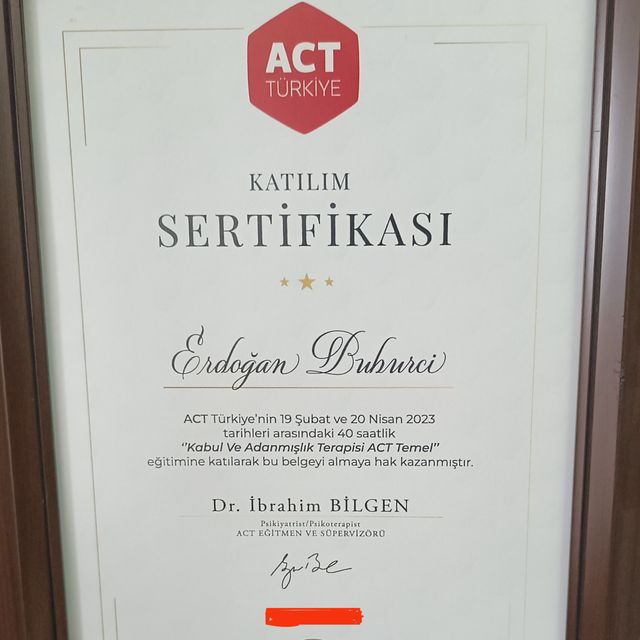 ACT
TÜRKİYE
KATILIM
SERTİFİKASI
Erdoğan Buhurci
ACT Türkiye'nin 19 Şubat ve 20 Nisan 2023
tarihleri arasındaki 40 saatlik
"Kabul Ve Adanmışlık Terapisi ACT Temel"
eğitimine katılarak bu belgeyi almaya hak kazanmıştır.
Dr. İbrahim BİLGEN
Psikiyatrist/Psikoterapist
ACT EĞİTMEN VE SÜPERVİZÖRÜ